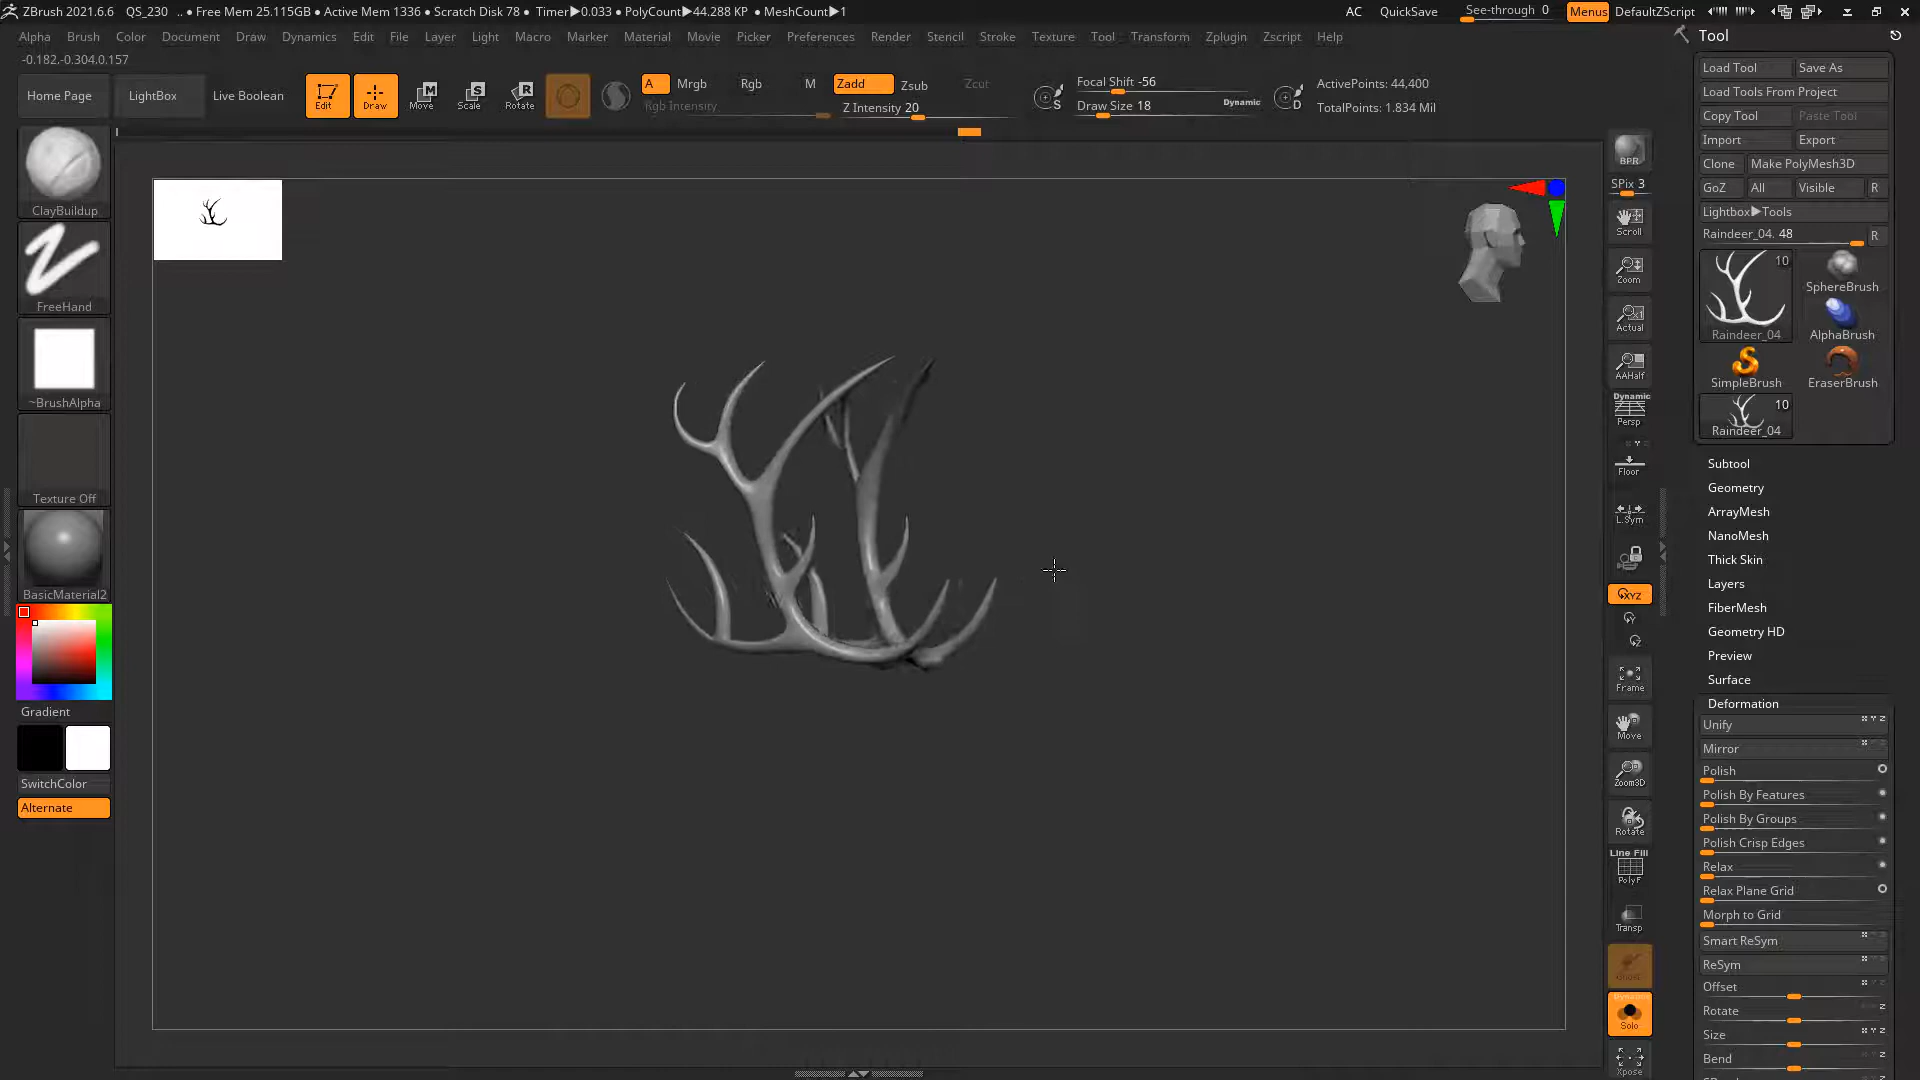 ZBrush 2021.6.6 QS_230 .. • Free Mem 25.115GB • Active Mem 1336 • Scratch Disk 78 • Timer▶0.033 • PolyCount▶44.288 KP • MeshCount▶1 AC QuickSave See-through 0 Menus DefaultZScript
Alpha Brush Color Document Draw Dynamics Edit File Layer Light Macro Marker Material Movie Picker Preferences Render Stencil Stroke Texture Tool Transform Zplugin Zscript Help
-0.182,-0.304,0.157
Home Page LightBox Live Boolean Edit Draw Move Scale Rotate A Mrgb Rgb M Zadd Zsub Zcut
Rgb Intensity Z Intensity 20
S Focal Shift -56
Draw Size 18 Dynamic D
ActivePoints: 44,400
TotalPoints: 1.834 Mil
ClayBuildup
FreeHand
~BrushAlpha
Texture Off
BasicMaterial2
Gradient
SwitchColor
Alternate
BPR
SPix 3
Scroll
Zoom
Actual
AAHalf
Dynamic
Persp
Floor
L.Sym
XYZ
Frame
Move
Zoom3D
Rotate
Line Fill
PolyF
Transp
Dynamic
Solo
Xpose
Tool
Load Tool Save As
Load Tools From Project
Copy Tool Paste Tool
Import Export
Clone Make PolyMesh3D
GoZ All Visible R
Lightbox▶Tools
Raindeer_04. 48 R
10
Raindeer_04 SphereBrush
AlphaBrush
SimpleBrush EraserBrush
10
Raindeer_04
Subtool
Geometry
ArrayMesh
NanoMesh
Thick Skin
Layers
FiberMesh
Geometry HD
Preview
Surface
Deformation
Unify
Mirror
Polish
Polish By Features
Polish By Groups
Polish Crisp Edges
Relax
Relax Plane Grid
Morph to Grid
Smart ReSym
ReSym
Offset
Rotate
Size
Bend